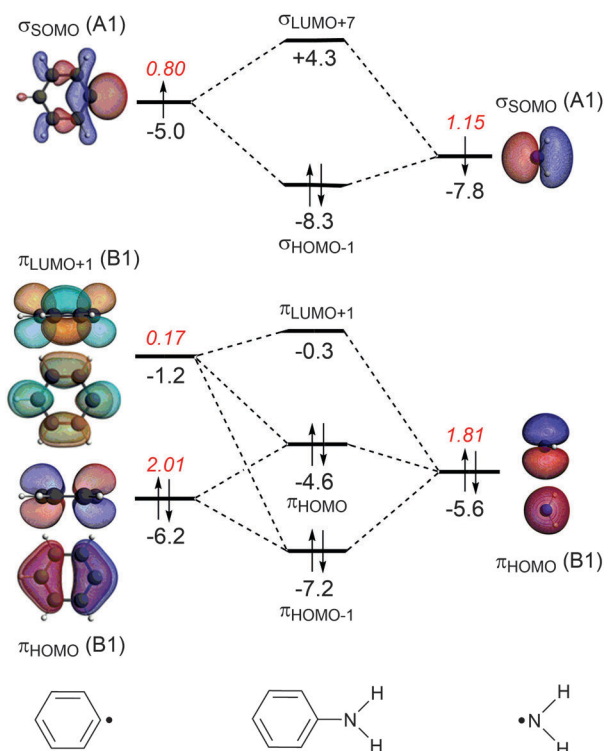 σSOMO (A1)
σLUMO+7
+4.3
0.80
-5.0
σSOMO (A1)
1.15
-7.8
-8.3
σHOMO-1
πLUMO+1 (B1)
πLUMO+1
-0.3
0.17
-1.2
1.81
-5.6
2.01
-6.2
-4.6
πHOMO
πHOMO (B1)
-7.2
πHOMO-1
πHOMO (B1)
H
N
H
H
•N
H